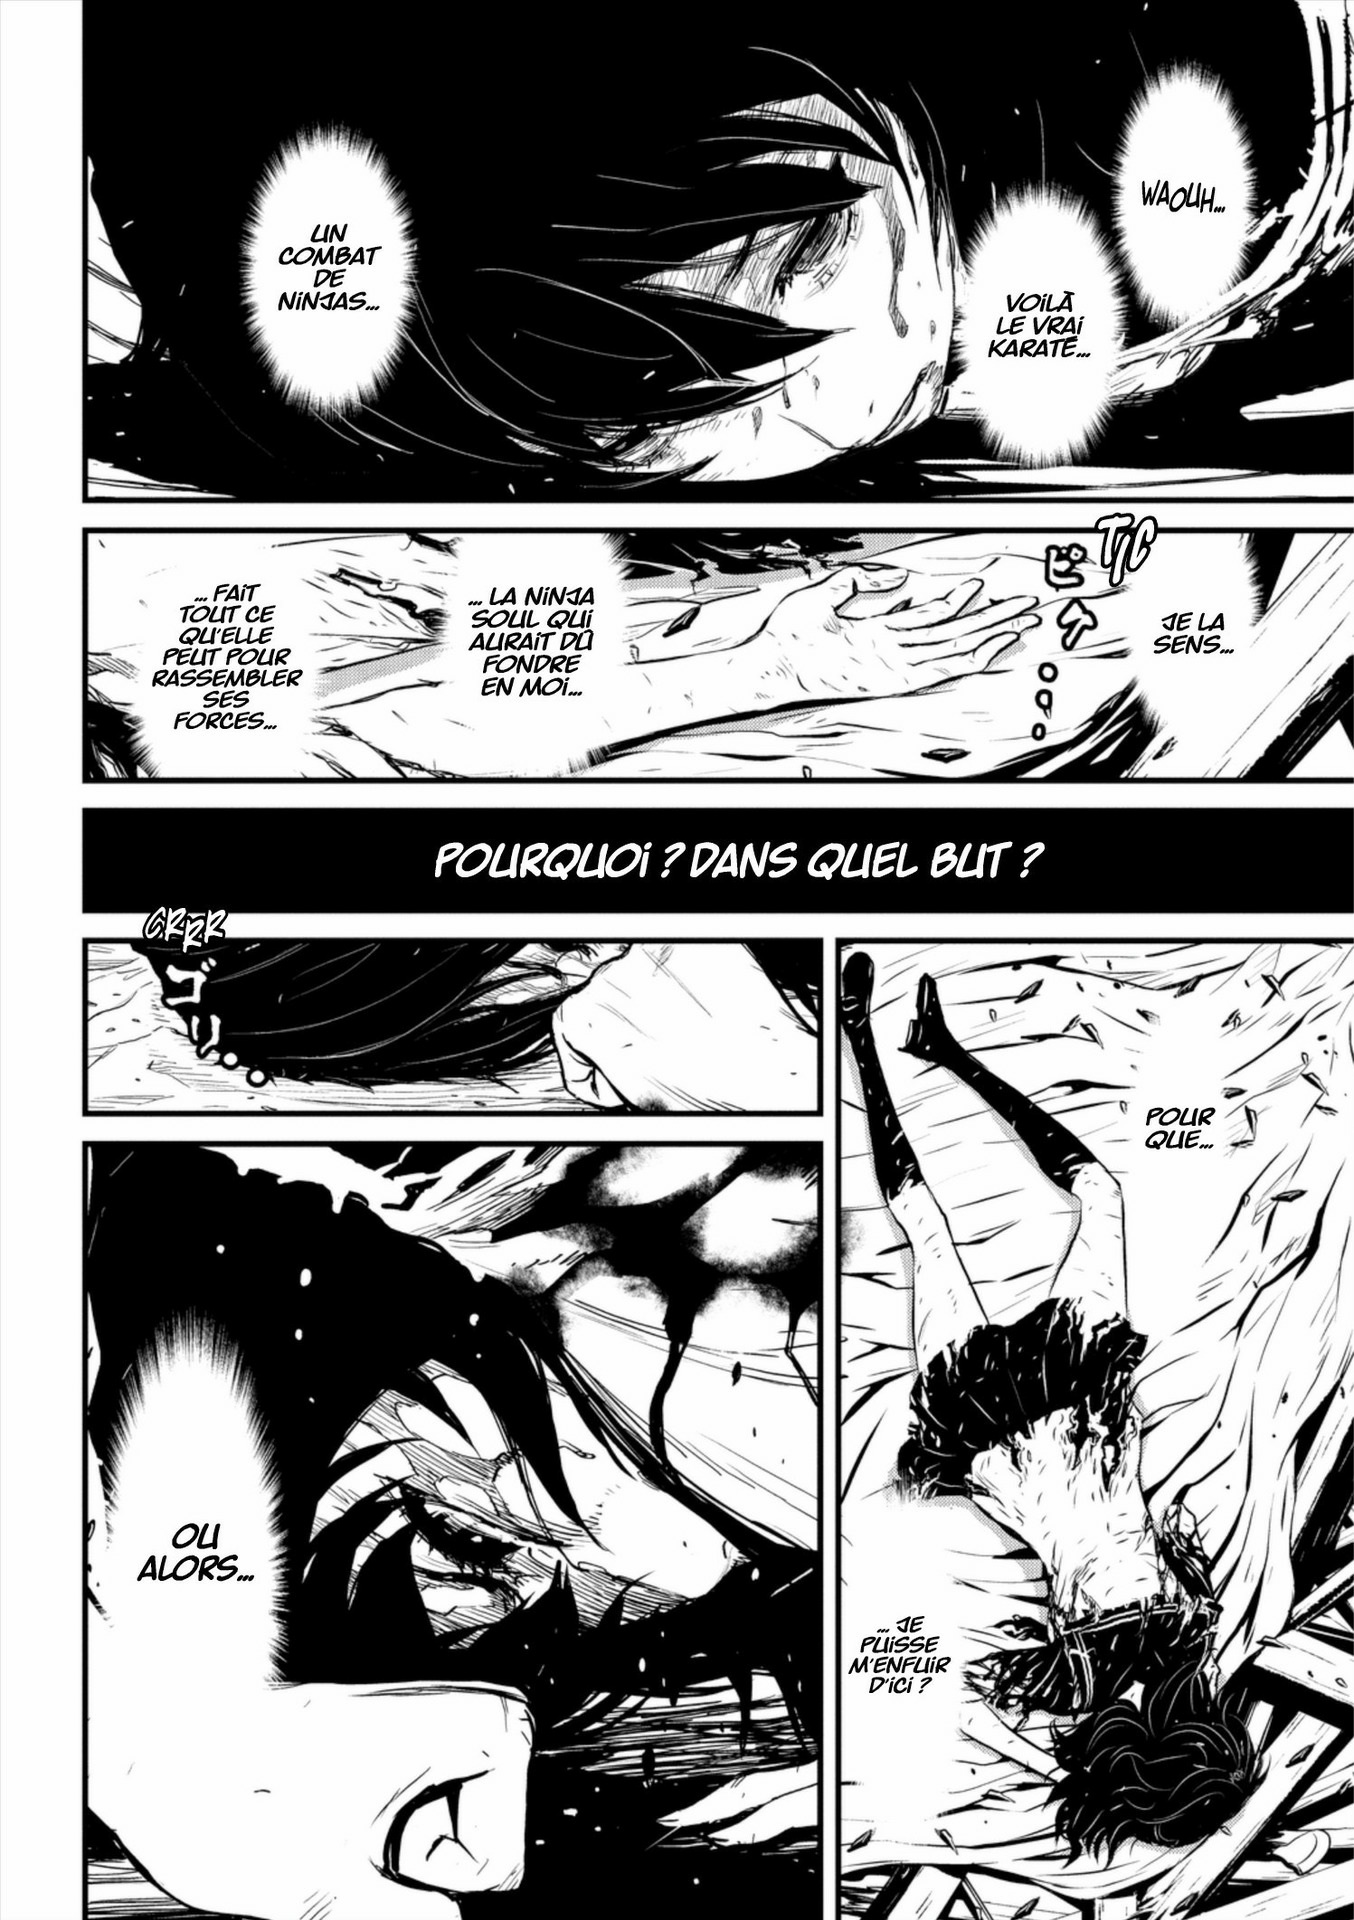 WAOUH...
VOILÀ
LE VRAI
KARATÉ...
UN
COMBAT
DE
NINJAS...
TIC
ビクッ...
JE LA
SENS...
... LA NINJA
SOUL QUI
AURAIT DÛ
FONDRE
EN MOI...
... FAIT
TOUT CE
QU'ELLE
PEUT POUR
RASSEMBLER
SES
FORCES...
POURQUOI ? DANS QUEL BUT ?
POUR
QUE...
... JE
PUISSE
M'ENFUIR
D'ICI ?
GRRR
OU
ALORS...